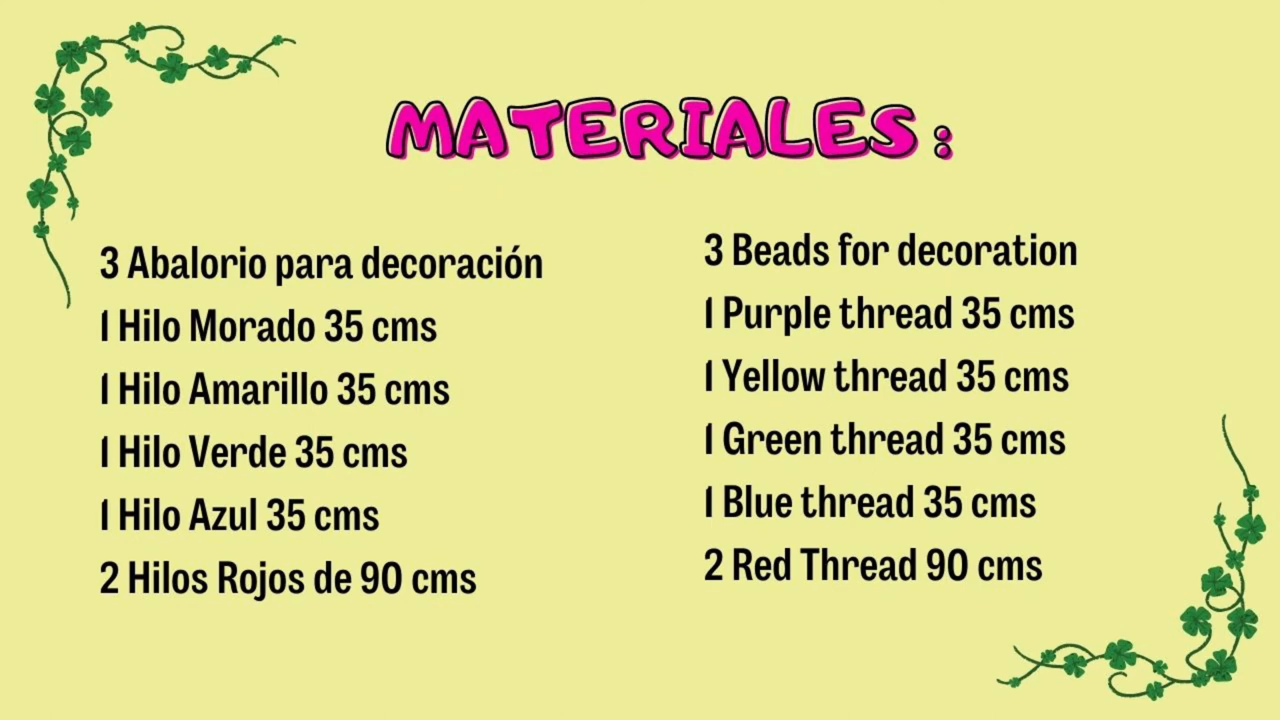 MATERIALES :
3 Abalorio para decoración
1 Hilo Morado 35 cms
1 Hilo Amarillo 35 cms
1 Hilo Verde 35 cms
1 Hilo Azul 35 cms
2 Hilos Rojos de 90 cms
3 Beads for decoration
1 Purple thread 35 cms
1 Yellow thread 35 cms
1 Green thread 35 cms
1 Blue thread 35 cms
2 Red Thread 90 cms